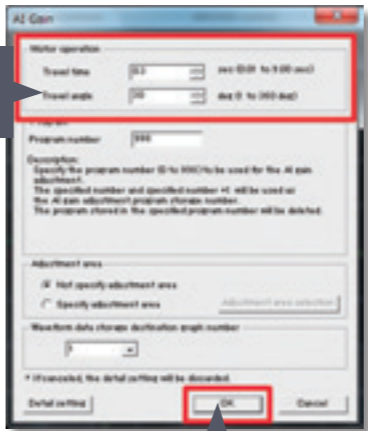 AI Gain
Motor operation
Travel time
sec (0.01 to 9.99 sec)
Travel angle
deg (1 to 360 deg)
Program
Program number
999
Description:
Specify the program number (0 to 999) to be used for the AI gain
adjustment.
The specified number and specified number +1 will be used as
the AI gain adjustment program storage number.
The program stored in the specified program number will be deleted.
Adjustment area
Not specify adjustment area
Specify adjustment area
Adjustment area selection
Waveform data storage destination graph number
* If canceled, the detail setting will be discarded.
Detail setting
OK
Cancel